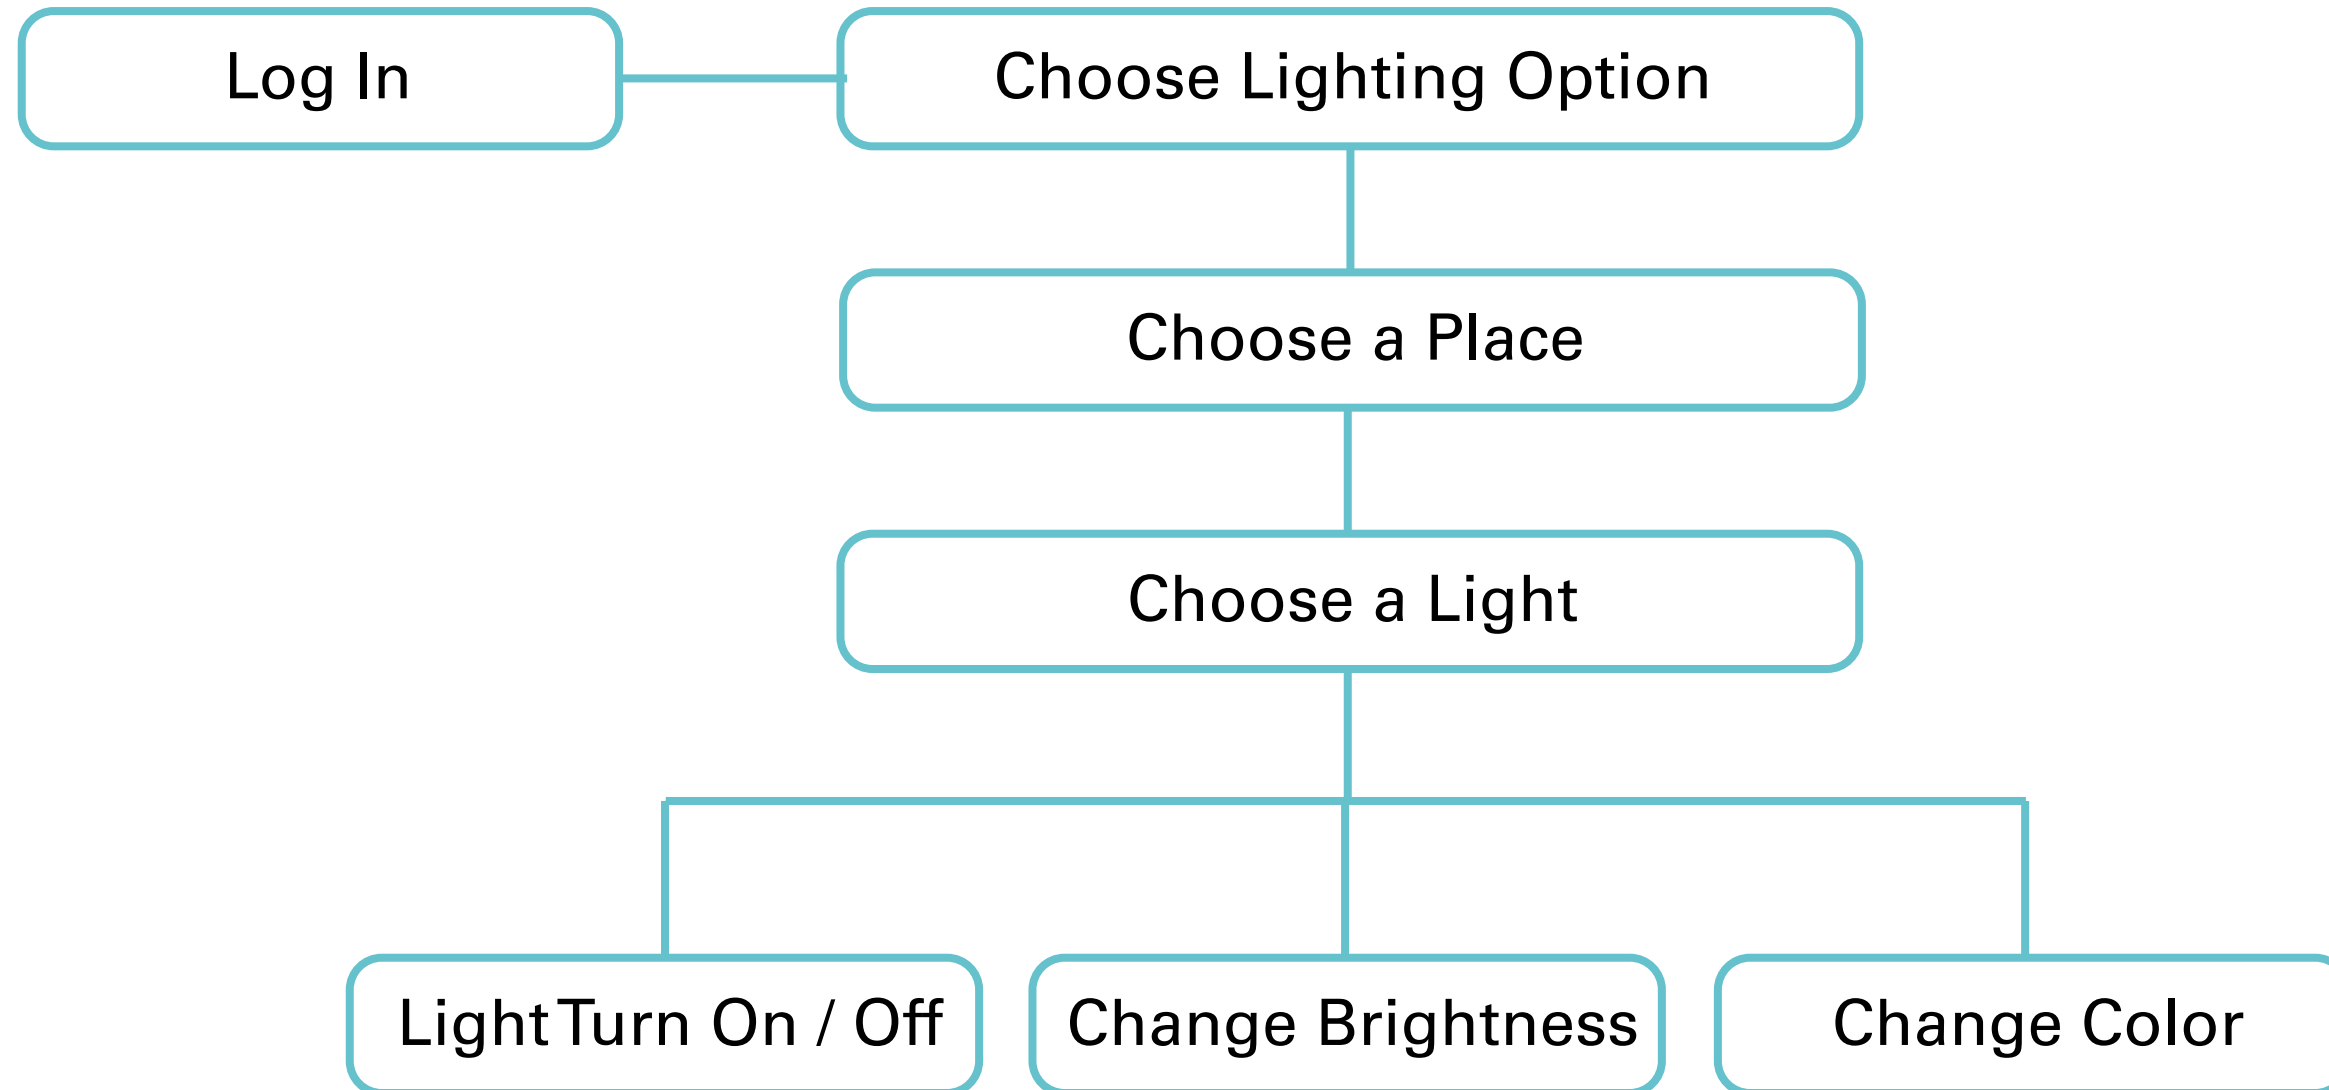 Log In
Choose Lighting Option
Choose a Place
Choose a Light
Light Turn On / Off
Change Brightness
Change Color